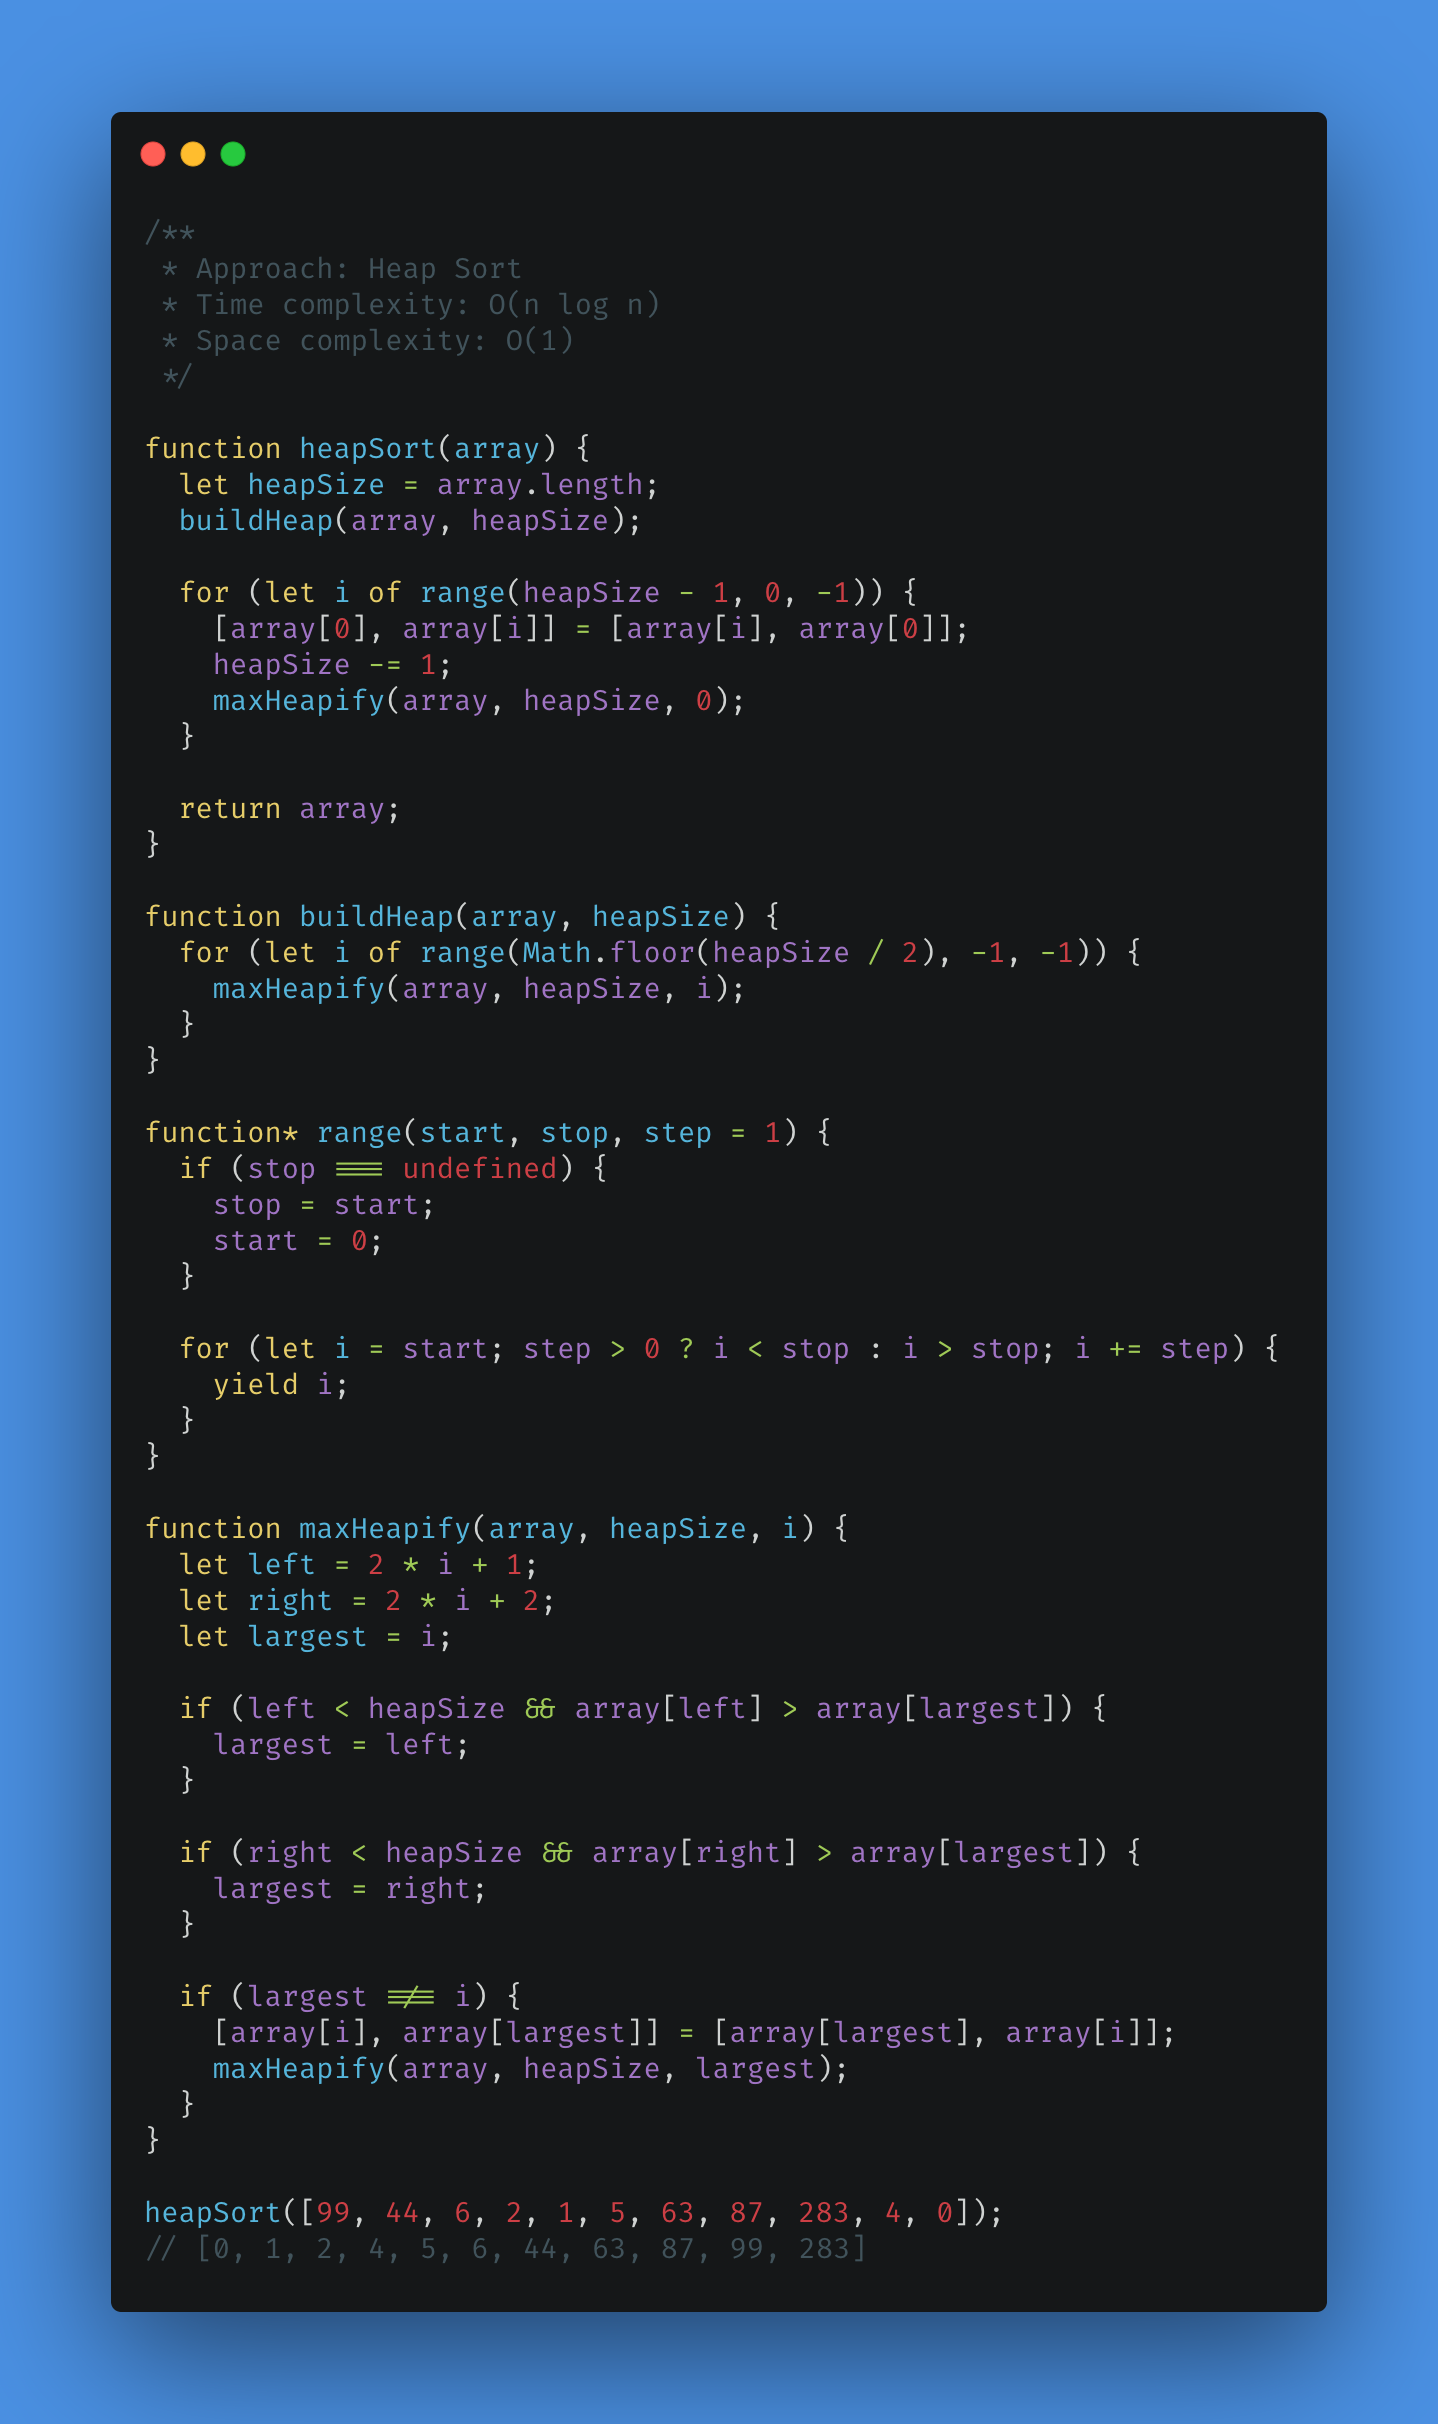 /**
 * Approach: Heap Sort
 * Time complexity: O(n log n)
 * Space complexity: O(1)
 */

function heapSort(array) {
  let heapSize = array.length;
  buildHeap(array, heapSize);

  for (let i of range(heapSize - 1, 0, -1)) {
    [array[0], array[i]] = [array[i], array[0]];
    heapSize -= 1;
    maxHeapify(array, heapSize, 0);
  }

  return array;
}

function buildHeap(array, heapSize) {
  for (let i of range(Math.floor(heapSize / 2), -1, -1)) {
    maxHeapify(array, heapSize, i);
  }
}

function* range(start, stop, step = 1) {
  if (stop === undefined) {
    stop = start;
    start = 0;
  }

  for (let i = start; step > 0 ? i < stop : i > stop; i += step) {
    yield i;
  }
}

function maxHeapify(array, heapSize, i) {
  let left = 2 * i + 1;
  let right = 2 * i + 2;
  let largest = i;

  if (left < heapSize && array[left] > array[largest]) {
    largest = left;
  }

  if (right < heapSize && array[right] > array[largest]) {
    largest = right;
  }

  if (largest !== i) {
    [array[i], array[largest]] = [array[largest], array[i]];
    maxHeapify(array, heapSize, largest);
  }
}

heapSort([99, 44, 6, 2, 1, 5, 63, 87, 283, 4, 0]);
// [0, 1, 2, 4, 5, 6, 44, 63, 87, 99, 283]